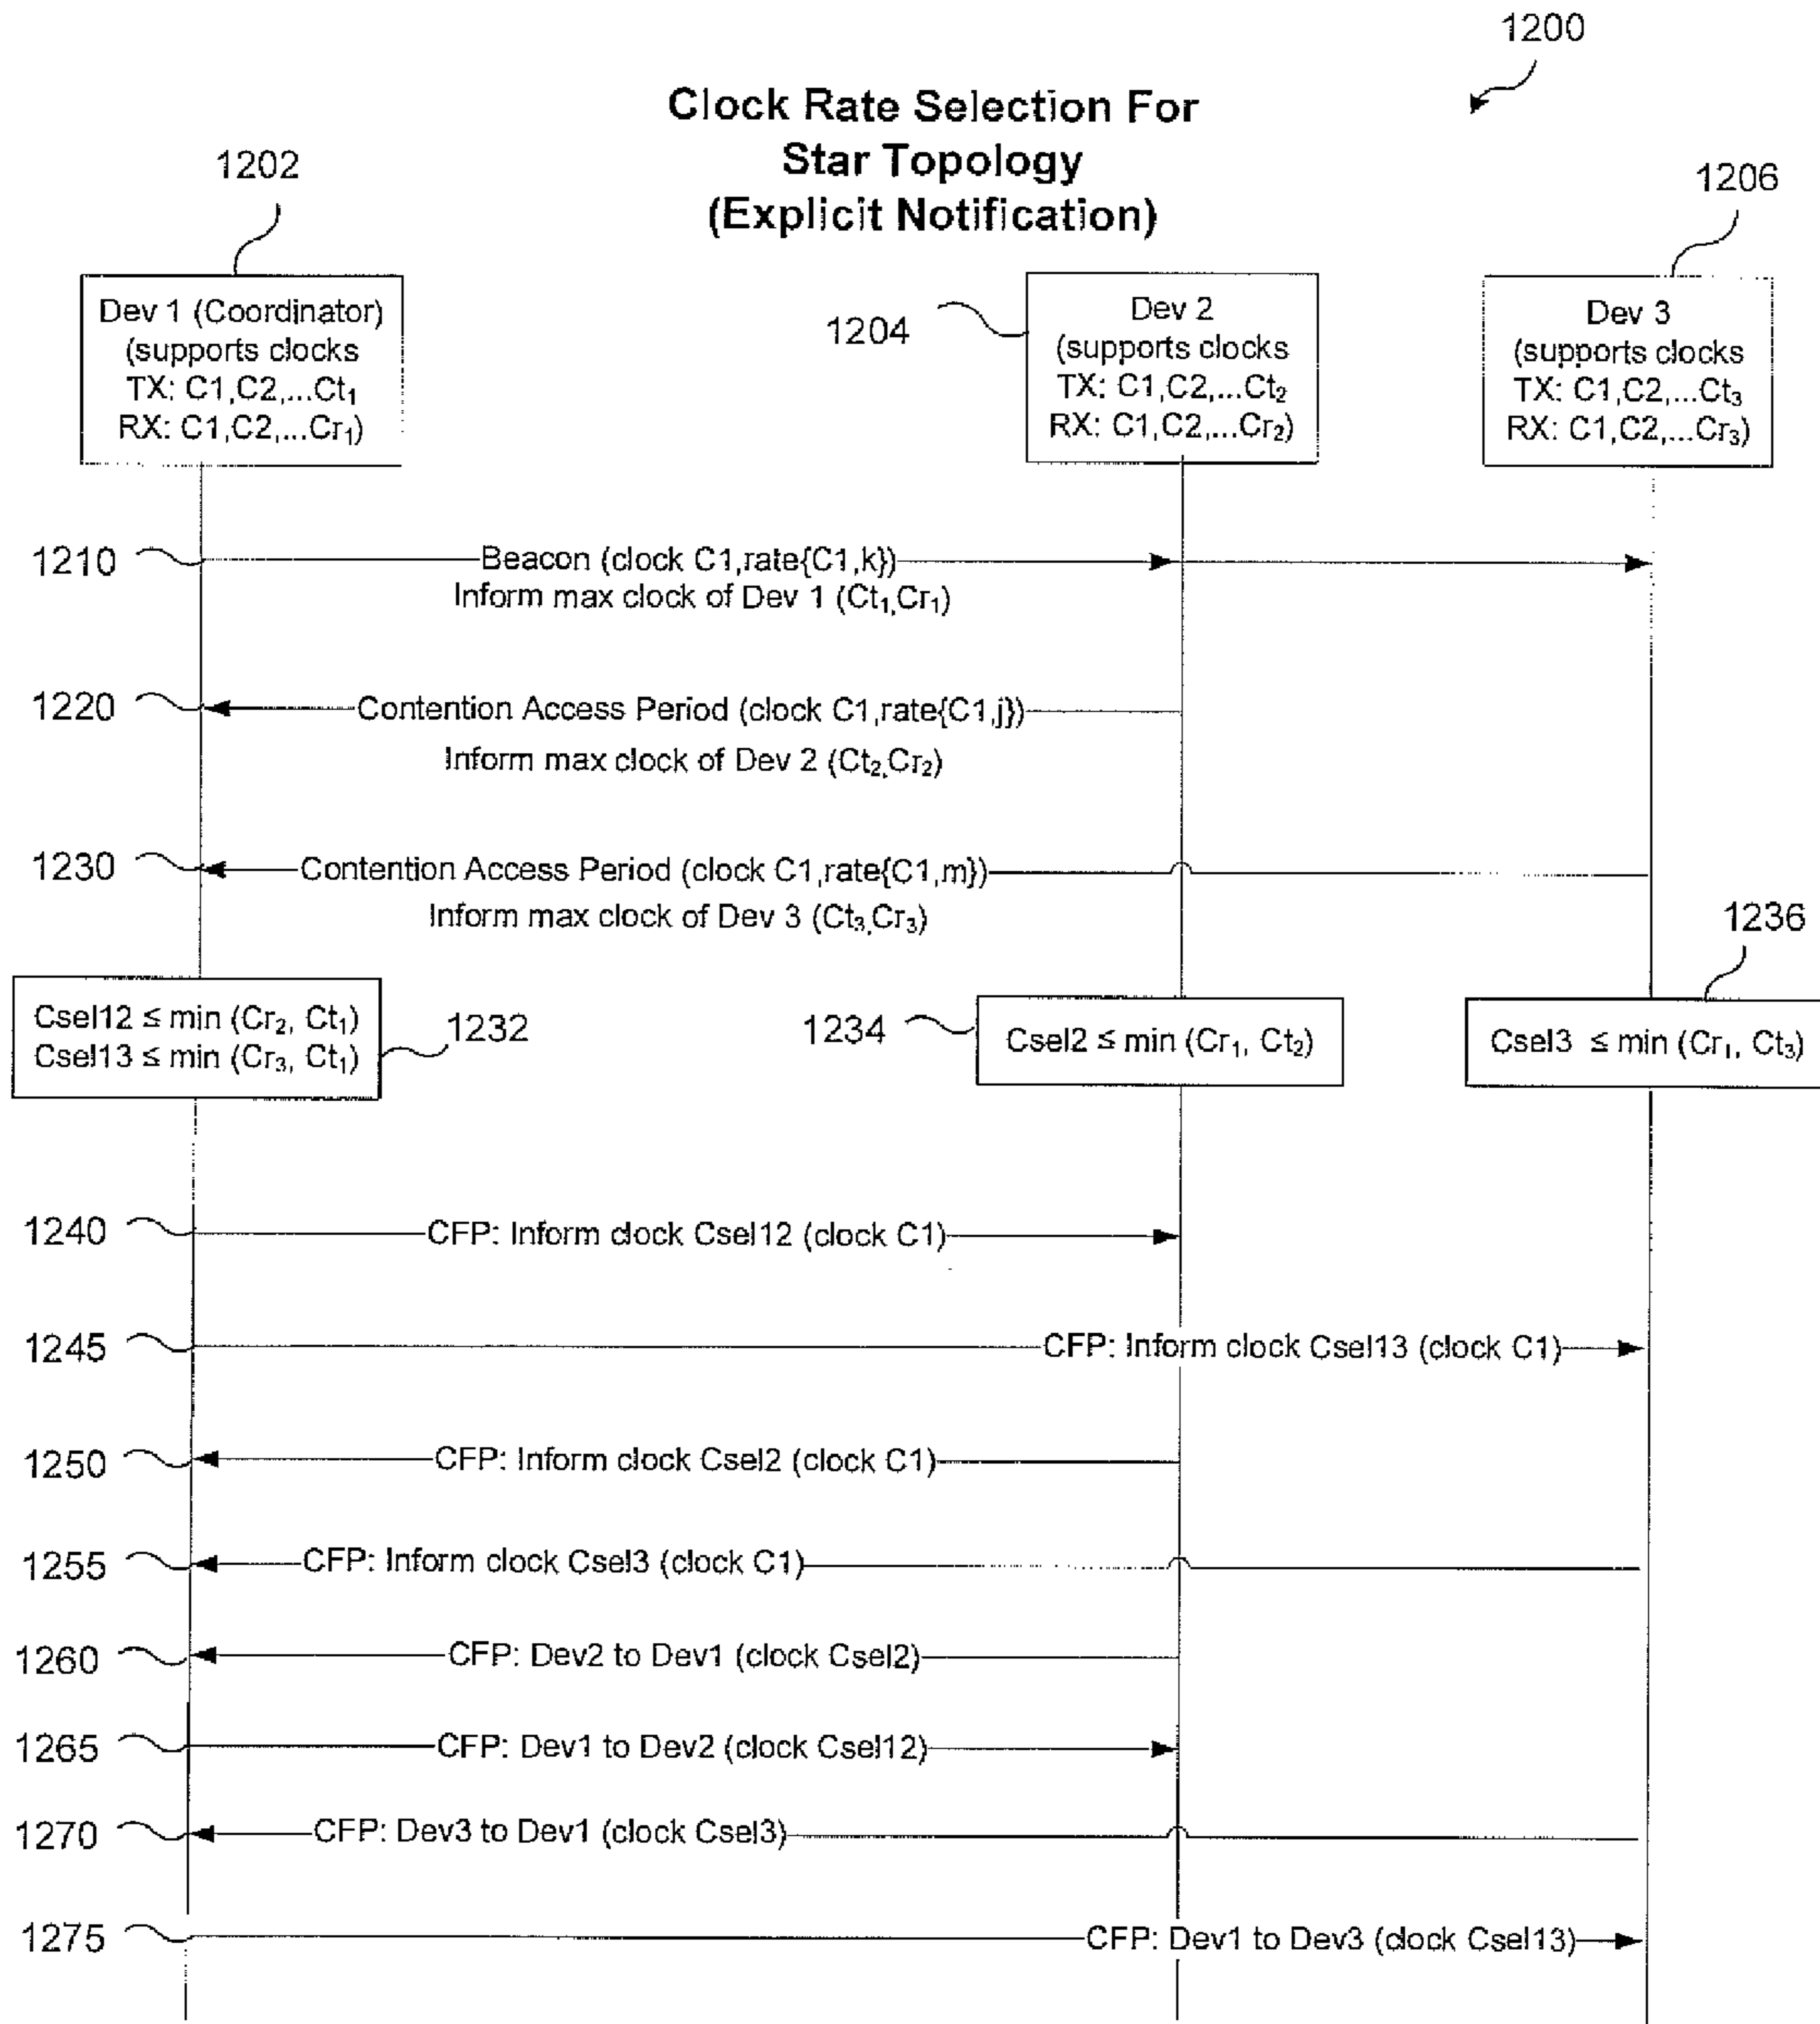 1200
Clock Rate Selection For
Star Topology
(Explicit Notification)
1202
1206
Dev 1 (Coordinator)
(supports clocks
TX: C1,C2,...Ct₁
RX: C1,C2,...Cr₁)
1204
Dev 2
(supports clocks
TX: C1,C2,...Ct₂
RX: C1,C2,...Cr₂)
Dev 3
(supports clocks
TX: C1,C2,...Ct₃
RX: C1,C2,...Cr₃)
1210
Beacon (clock C1,rate{C1,k})
Inform max clock of Dev 1 (Ct₁,Cr₁)
1220
Contention Access Period (clock C1,rate{C1,j})
Inform max clock of Dev 2 (Ct₂,Cr₂)
1230
Contention Access Period (clock C1,rate{C1,m})
Inform max clock of Dev 3 (Ct₃,Cr₃)
1236
Csel12 ≤ min (Cr₂, Ct₁)
Csel13 ≤ min (Cr₃, Ct₁)
1232
1234
Csel2 ≤ min (Cr₁, Ct₂)
Csel3 ≤ min (Cr₁, Ct₃)
1240
CFP: Inform clock Csel12 (clock C1)
1245
CFP: Inform clock Csel13 (clock C1)
1250
CFP: Inform clock Csel2 (clock C1)
1255
CFP: Inform clock Csel3 (clock C1)
1260
CFP: Dev2 to Dev1 (clock Csel2)
1265
CFP: Dev1 to Dev2 (clock Csel12)
1270
CFP: Dev3 to Dev1 (clock Csel3)
1275
CFP: Dev1 to Dev3 (clock Csel13)